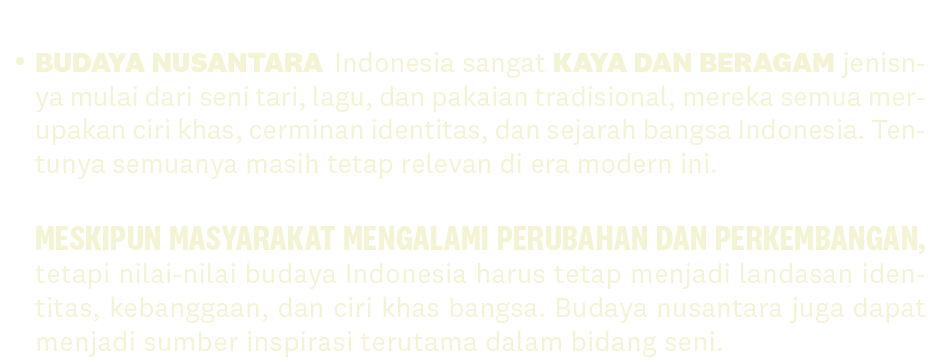 • BUDAYA NUSANTARA Indonesia sangat KAYA DAN BERAGAM jenisn-
ya mulai dari seni tari, lagu, dan pakaian tradisional, mereka semua mer-
upakan ciri khas, cerminan identitas, dan sejarah bangsa Indonesia. Ten-
tunya semuanya masih tetap relevan di era modern ini.
MESKIPUN MASYARAKAT MENGALAMI PERUBAHAN DAN PERKEMBANGAN,
tetapi nilai-nilai budaya Indonesia harus tetap menjadi landasan iden-
titas, kebanggaan, dan ciri khas bangsa. Budaya nusantara juga dapat
menjadi sumber inspirasi terutama dalam bidang seni.